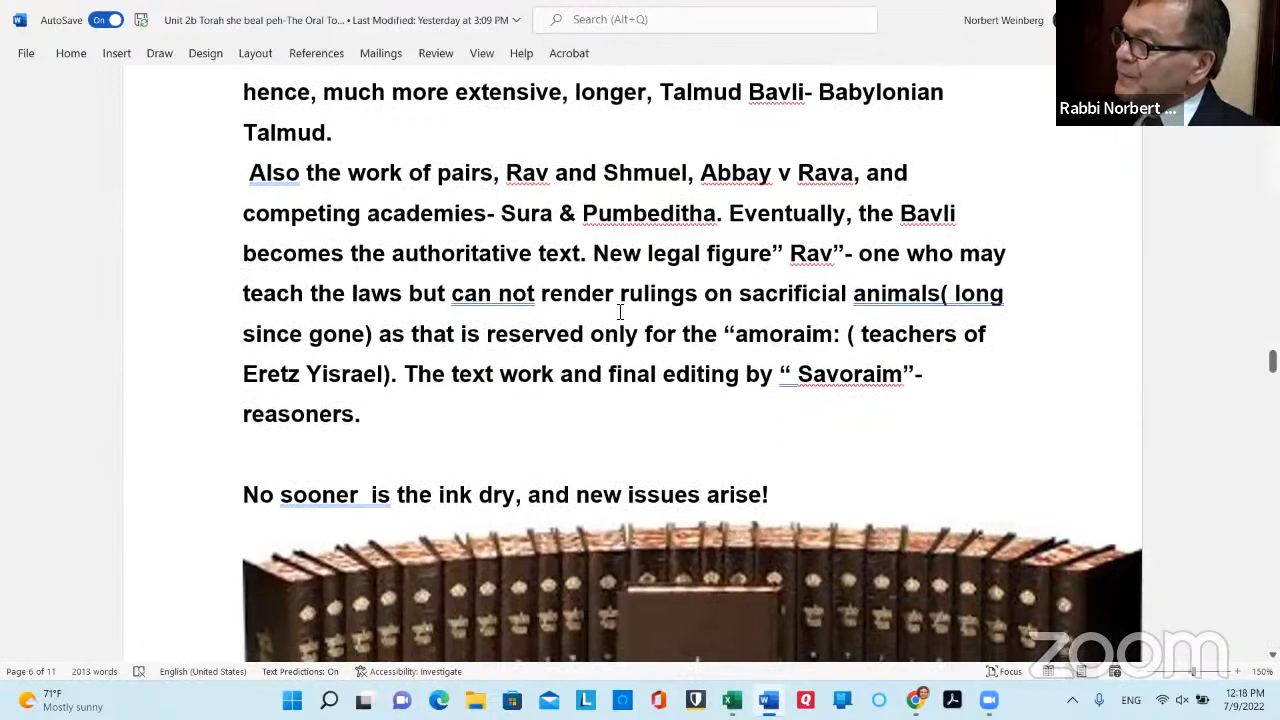 AutoSave On Unit 2b Torah she beal peh-The Oral To... • Last Modified: Yesterday at 3:09 PM Search (Alt+Q) Norbert Weinberg
File Home Insert Draw Design Layout References Mailings Review View Help Acrobat
Rabbi Norbert ...
hence, much more extensive, longer, Talmud Bavli- Babylonian
Talmud.
Also the work of pairs, Rav and Shmuel, Abbay v Rava, and
competing academies- Sura & Pumbeditha. Eventually, the Bavli
becomes the authoritative text. New legal figure” Rav”- one who may
teach the laws but can not render rulings on sacrificial animals( long
since gone) as that is reserved only for the “amoraim: ( teachers of
Eretz Yisrael). The text work and final editing by “ Savoraim”-
reasoners.
No sooner is the ink dry, and new issues arise!
zoom
Page 6 of 11 2013 words English (United States) Text Predictions: On Accessibility: Investigate Focus 150%
71°F
Mostly sunny
ENG
12:18 PM
7/9/2022